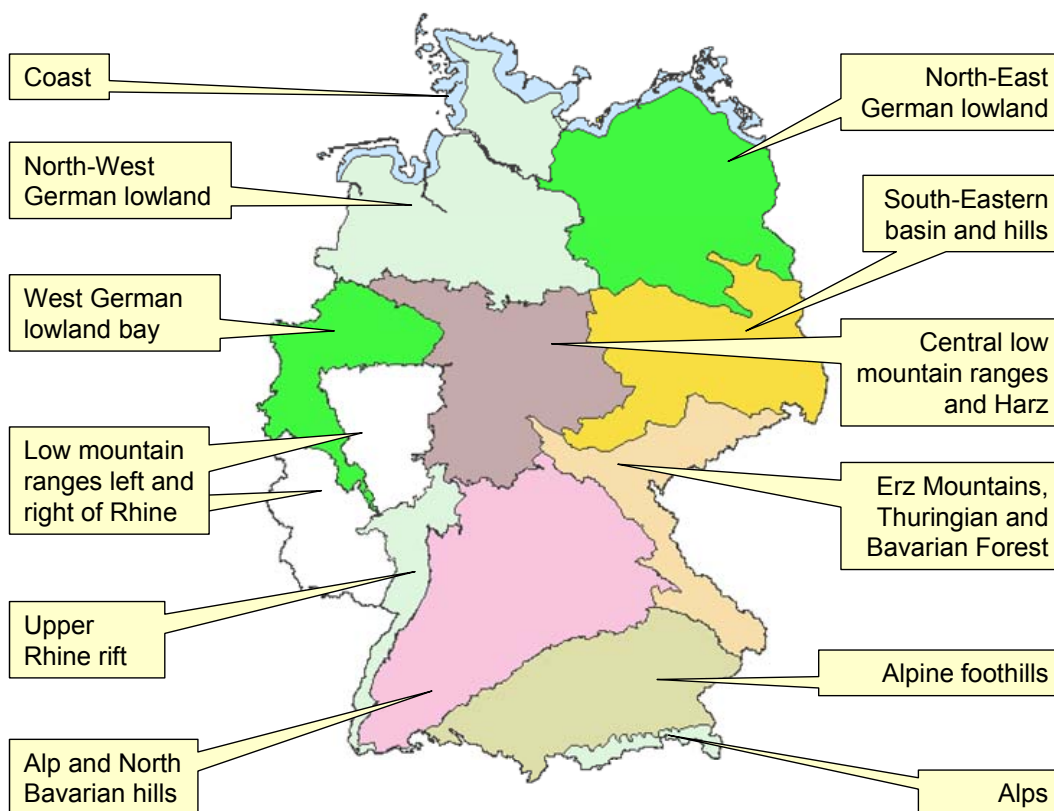 Coast
North-West
German lowland
West German
lowland bay
Low mountain
ranges left and
right of Rhine
Upper
Rhine rift
Alp and North
Bavarian hills
North-East
German lowland
South-Eastern
basin and hills
Central low
mountain ranges
and Harz
Erz Mountains,
Thuringian and
Bavarian Forest
Alpine foothills
Alps